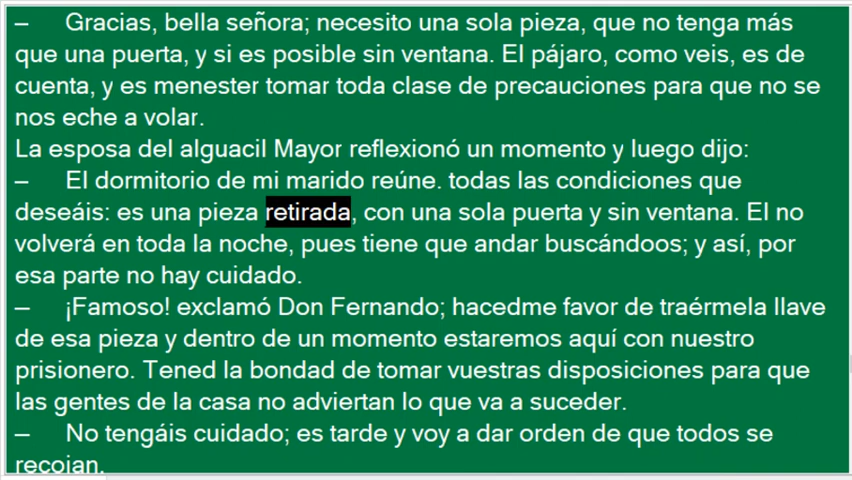 –	Gracias, bella señora; necesito una sola pieza, que no tenga más
que una puerta, y si es posible sin ventana. El pájaro, como veis, es de
cuenta, y es menester tomar toda clase de precauciones para que no se
nos eche a volar.
La esposa del alguacil Mayor reflexionó un momento y luego dijo:
–	El dormitorio de mi marido reúne. todas las condiciones que
deseáis: es una pieza retirada, con una sola puerta y sin ventana. El no
volverá en toda la noche, pues tiene que andar buscándoos; y así, por
esa parte no hay cuidado.
–	¡Famoso! exclamó Don Fernando; hacedme favor de traérmela llave
de esa pieza y dentro de un momento estaremos aquí con nuestro
prisionero. Tened la bondad de tomar vuestras disposiciones para que
las gentes de la casa no adviertan lo que va a suceder.
–	No tengáis cuidado; es tarde y voy a dar orden de que todos se
recojan.